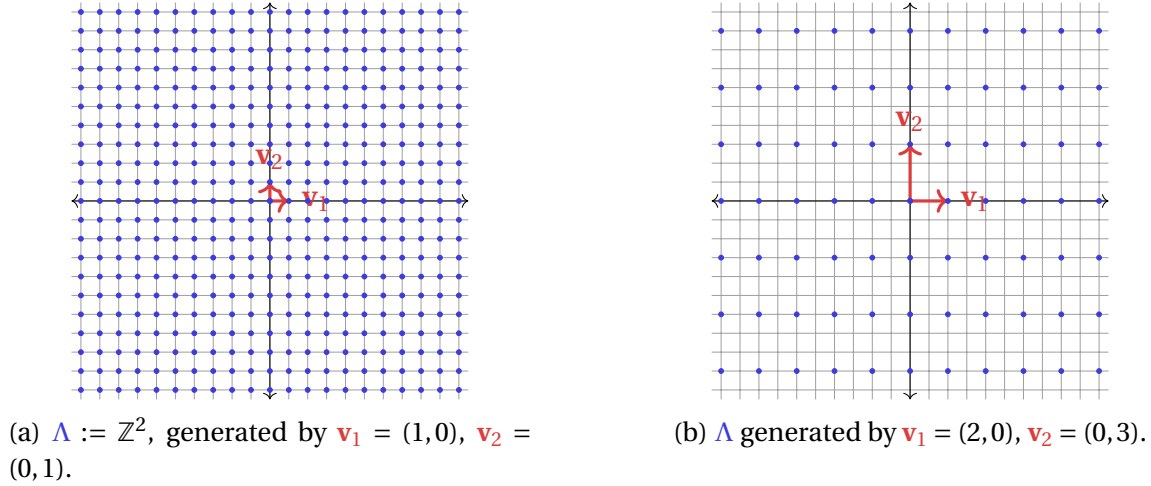 v₂
v₁
v₂
v₁
(a) Λ := ℤ², generated by v₁ = (1,0), v₂ =
(0,1).
(b) Λ generated by v₁ = (2,0), v₂ = (0,3).